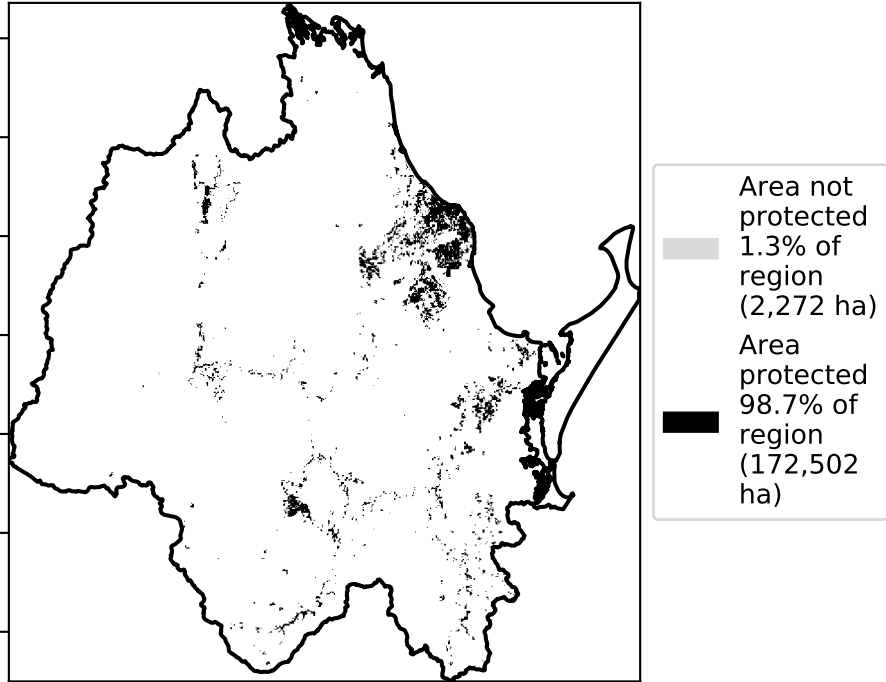 Area not
protected
1.3% of
region
(2,272 ha)
Area
protected
98.7% of
region
(172,502
ha)